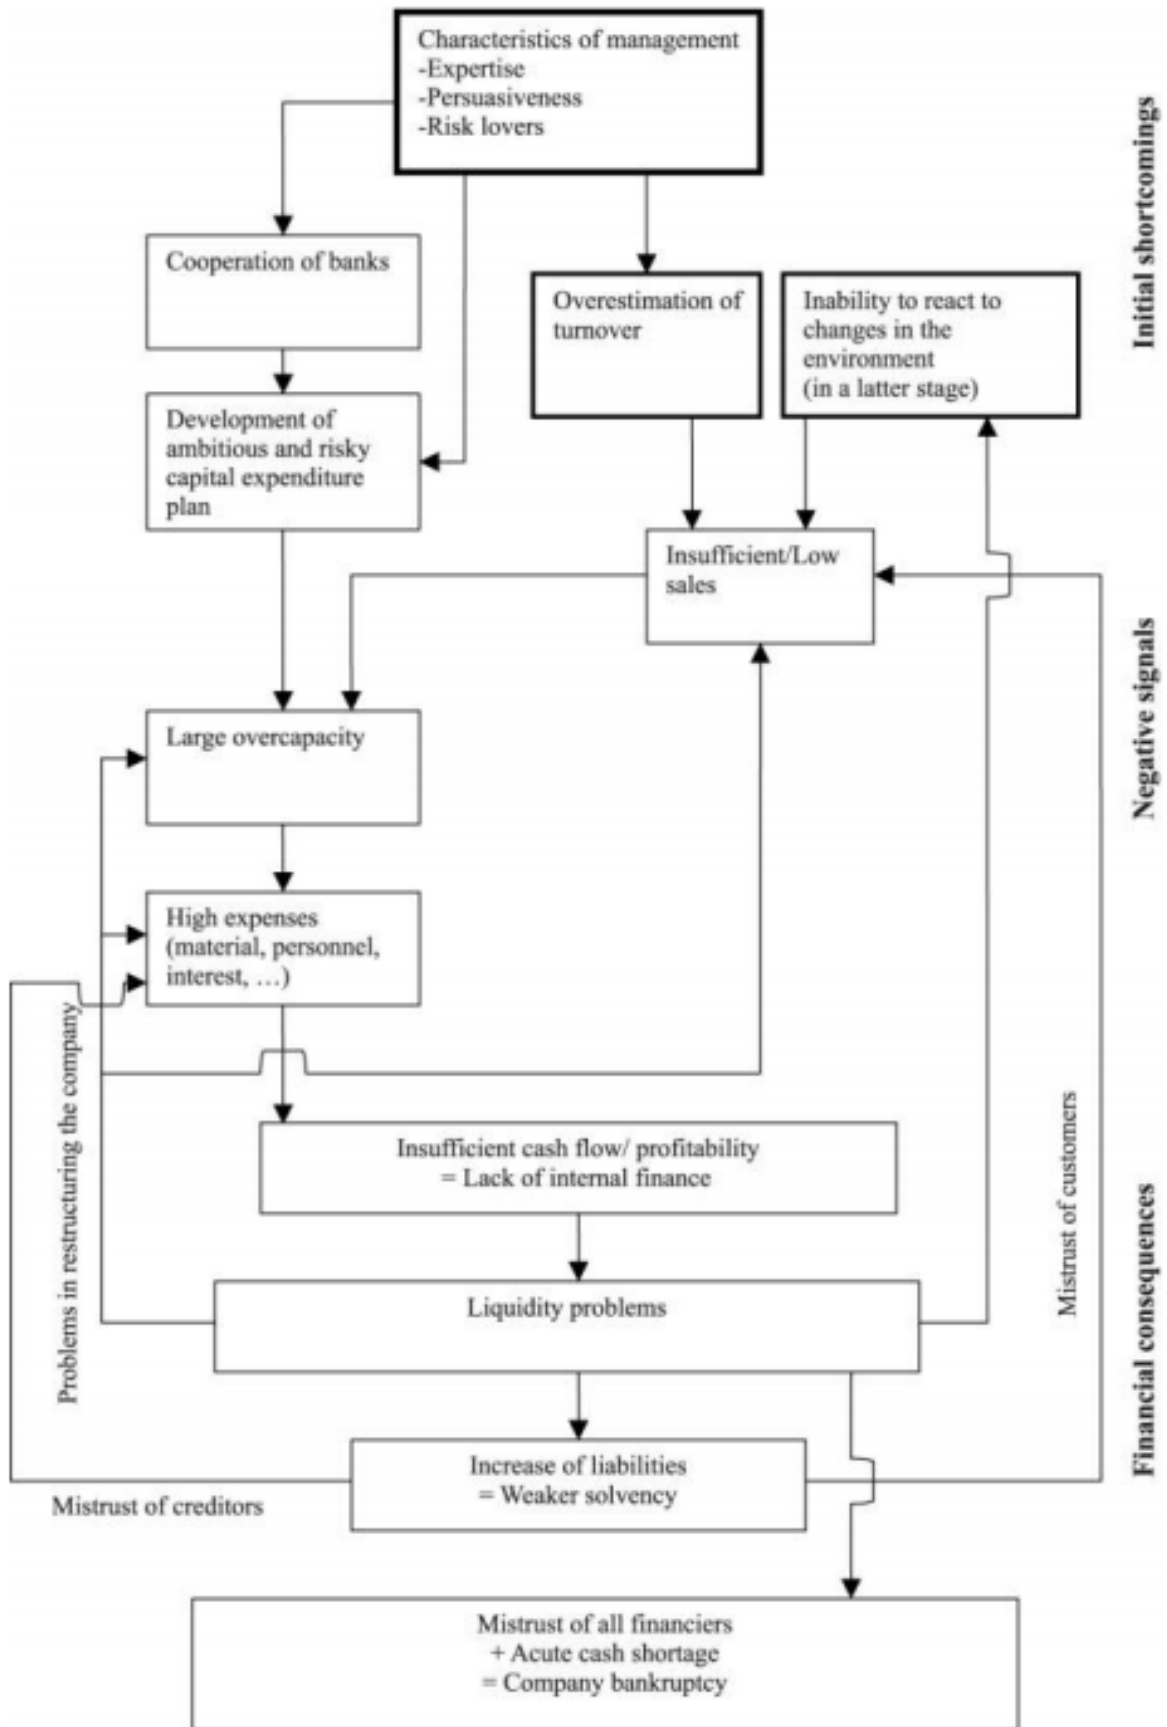 Characteristics of management
-Expertise
-Persuasiveness
-Risk lovers
Initial shortcomings
Cooperation of banks
Overestimation of
turnover
Inability to react to
changes in the
environment
(in a latter stage)
Development of
ambitious and risky
capital expenditure
plan
Insufficient/Low
sales
Negative signals
Large overcapacity
High expenses
(material, personnel,
interest, …)
Problems in restructuring the company
Insufficient cash flow/ profitability
= Lack of internal finance
Mistrust of customers
Liquidity problems
Financial consequences
Increase of liabilities
= Weaker solvency
Mistrust of creditors
Mistrust of all financiers
+ Acute cash shortage
= Company bankruptcy